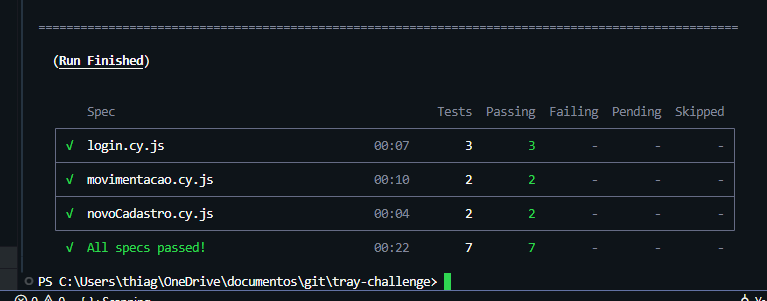 (Run Finished)
Spec Tests Passing Failing Pending Skipped
√ login.cy.js 00:07 3 3 - - -
√ movimentacao.cy.js 00:10 2 2 - - -
√ novoCadastro.cy.js 00:04 2 2 - - -
√ All specs passed! 00:22 7 7 - - -
PS C:\Users\thiag\OneDrive\documentos\git\tray-challenge>